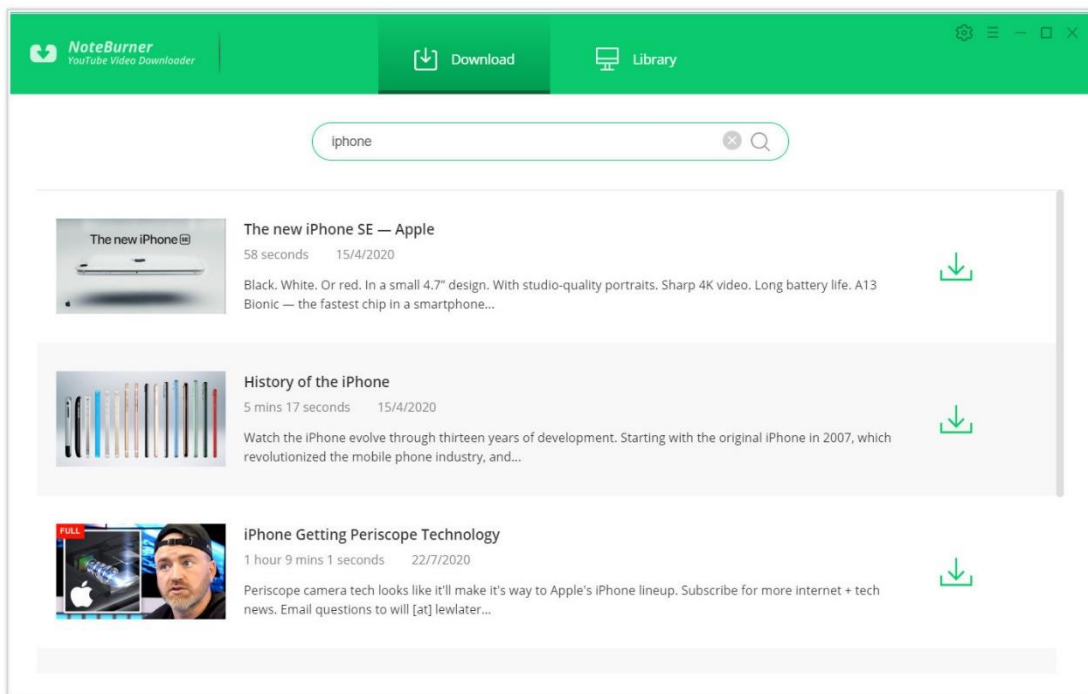 NoteBurner
YouTube Video Downloader
Download
Library
iphone
The new iPhone SE
The new iPhone SE — Apple
58 seconds 15/4/2020
Black. White. Or red. In a small 4.7” design. With studio-quality portraits. Sharp 4K video. Long battery life. A13
Bionic — the fastest chip in a smartphone...
History of the iPhone
5 mins 17 seconds 15/4/2020
Watch the iPhone evolve through thirteen years of development. Starting with the original iPhone in 2007, which
revolutionized the mobile phone industry, and...
FULL
iPhone Getting Periscope Technology
1 hour 9 mins 1 seconds 22/7/2020
Periscope camera tech looks like it'll make it's way to Apple's iPhone lineup. Subscribe for more internet + tech
news. Email questions to will [at] lewlater...